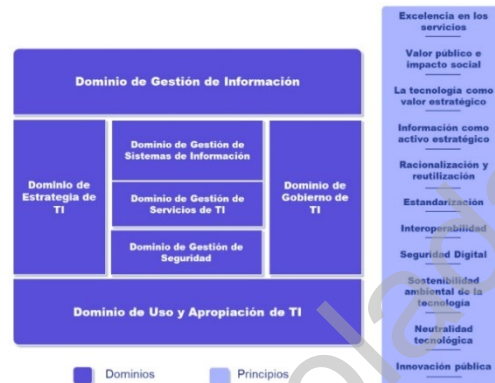 Dominio de Gestión de Información
Dominio de
Estrategia de
TI
Dominio de Gestión de
Sistemas de Información
Dominio de Gestión de
Servicios de TI
Dominio de Gestión de
Seguridad
Dominio de
Gobierno de
TI
Dominio de Uso y Apropiación de TI
Dominios
Principios
Excelencia en los
servicios
Valor público e
impacto social
La tecnología como
valor estratégico
Información como
activo estratégico
Racionalización y
reutilización
Estandarización
Interoperabilidad
Seguridad Digital
Sostenibilidad
ambiental de la
tecnología
Neutralidad
tecnológica
Innovación pública